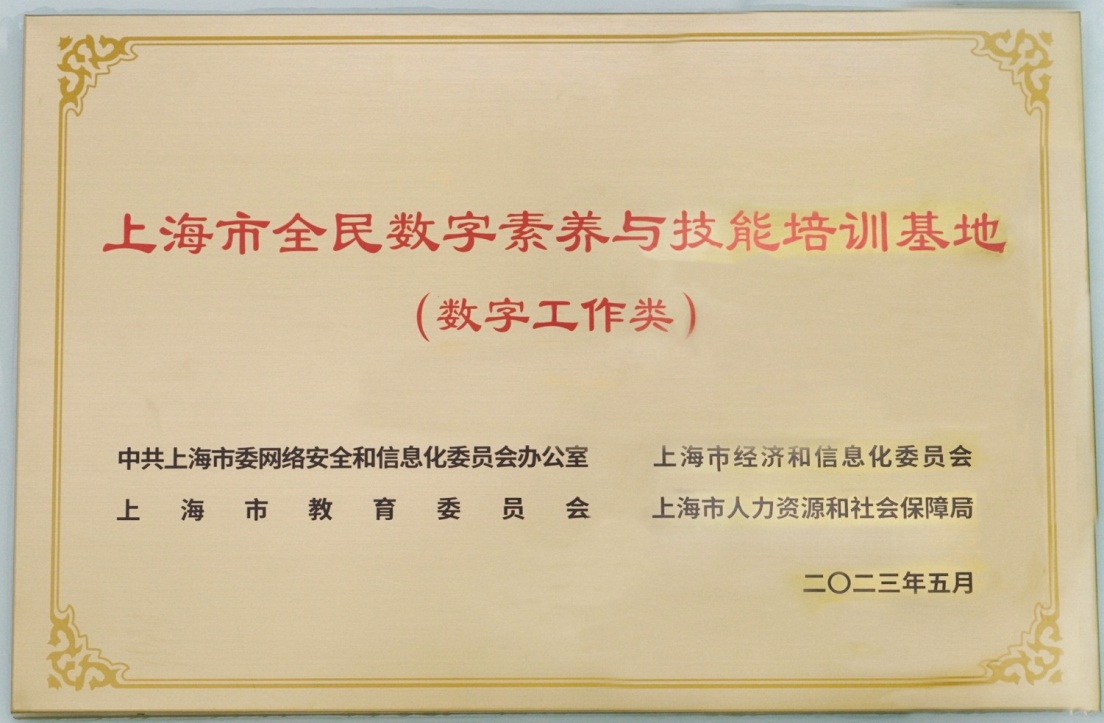 上海市全民数字素养与技能培训基地
(数字工作类)
中共上海市委网络安全和信息化委员会办公室 上海市经济和信息化委员会
上海市教育委员会 上海市人力资源和社会保障局
二〇二三年五月